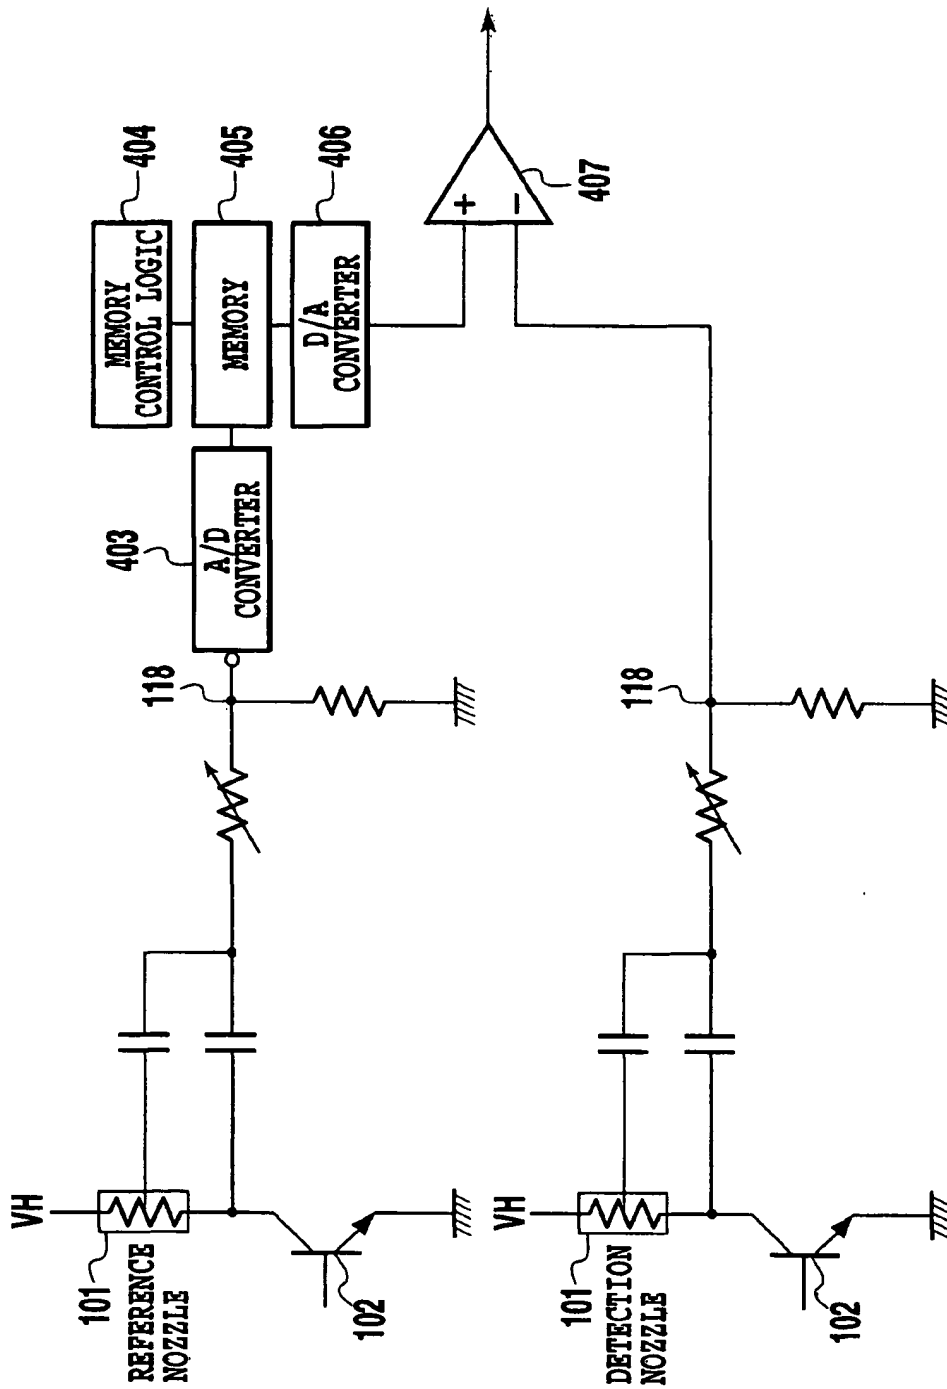 VH
101
REFERENCE
NOZZLE
102
118
403
A/D
CONVERTER
MEMORY
CONTROL LOGIC
404
MEMORY
405
D/A
CONVERTER
406
+
−
407
VH
101
DETECTION
NOZZLE
102
118